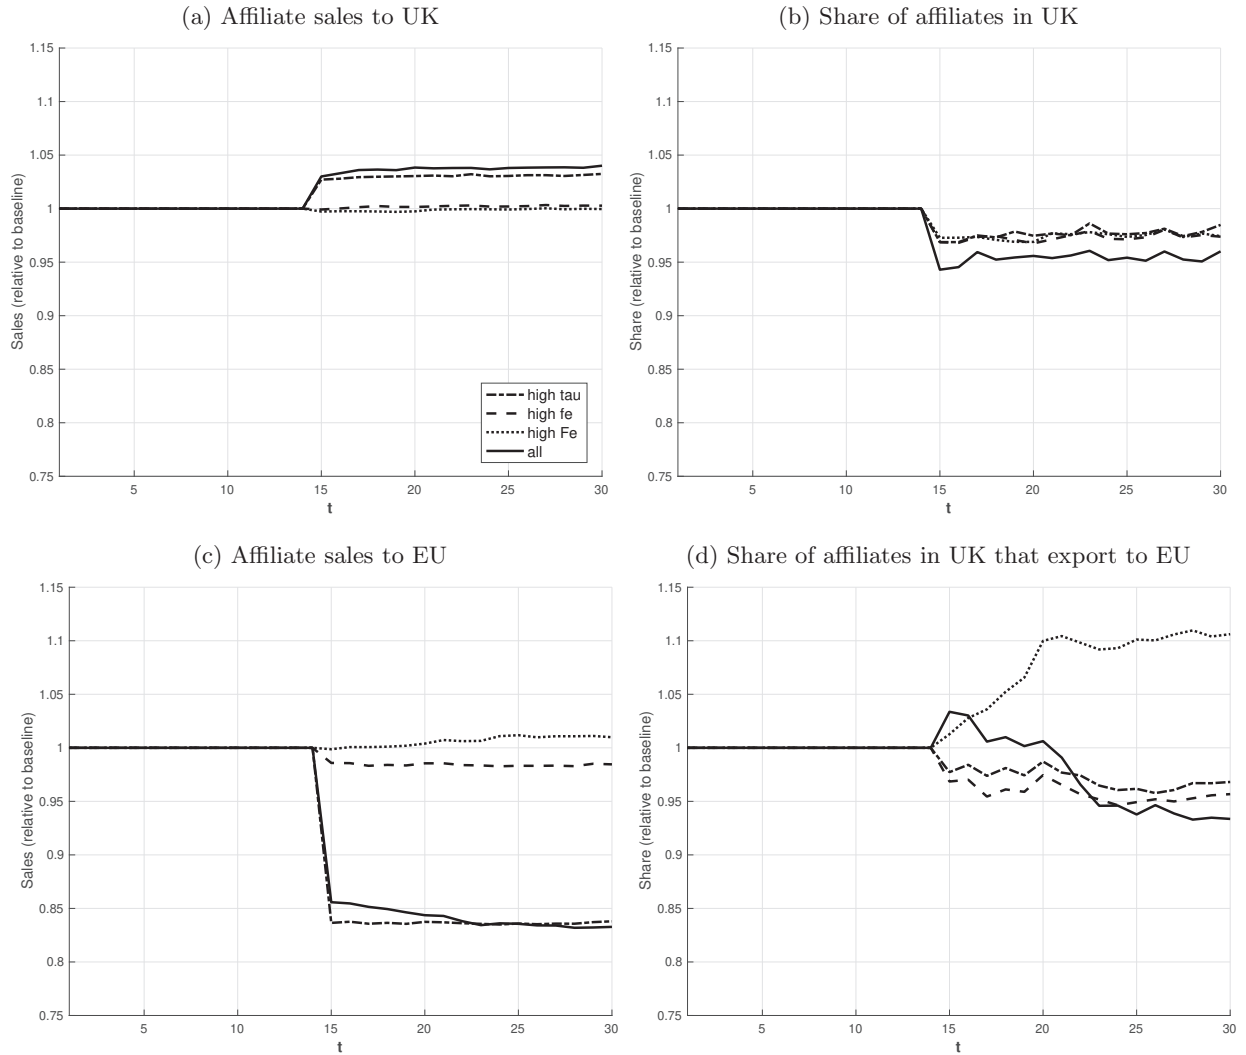 (a) Affiliate sales to UK
1.15
1.1
1.05
1
0.95
0.9
0.85
0.8
0.75
Sales (relative to baseline)
high tau
high fe
high Fe
all
5 10 15 20 25 30
t
(b) Share of affiliates in UK
1.15
1.1
1.05
1
0.95
0.9
0.85
0.8
0.75
Share (relative to baseline)
5 10 15 20 25 30
t
(c) Affiliate sales to EU
1.15
1.1
1.05
1
0.95
0.9
0.85
0.8
0.75
Sales (relative to baseline)
5 10 15 20 25 30
t
(d) Share of affiliates in UK that export to EU
1.15
1.1
1.05
1
0.95
0.9
0.85
0.8
0.75
Share (relative to baseline)
5 10 15 20 25 30
t